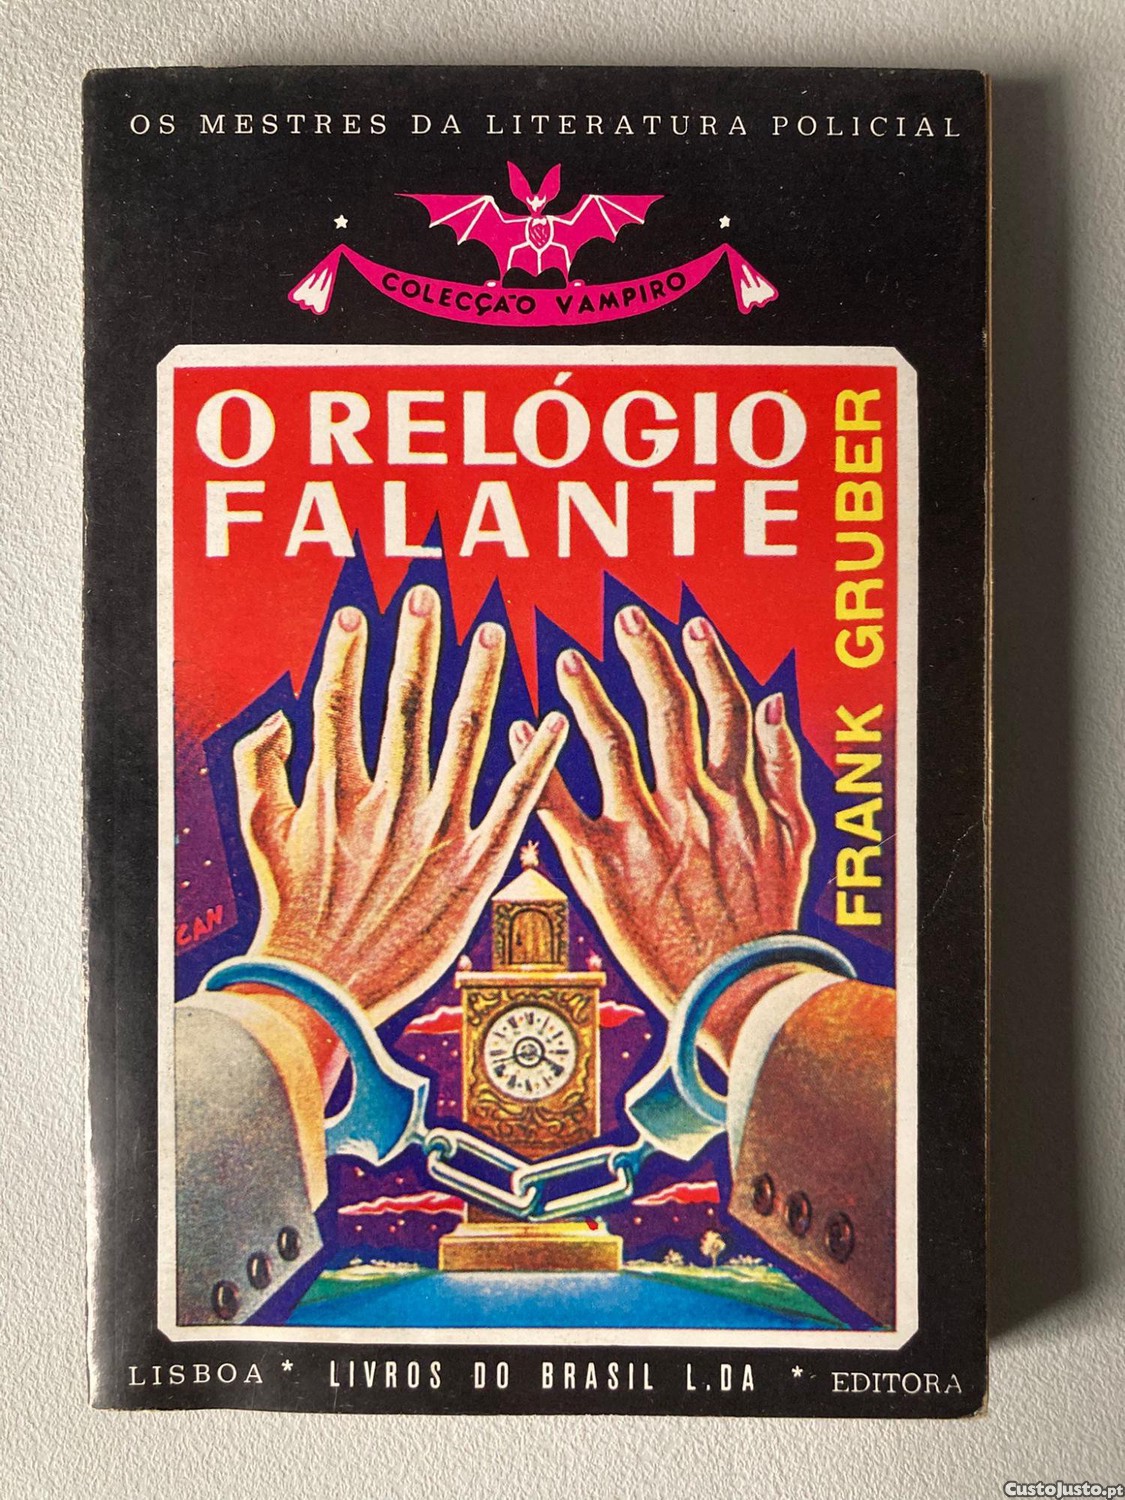 OS MESTRES DA LITERATURA POLICIAL
COLECÇÃO VAMPIRO
O RELÓGIO
FALANTE
FRANK GRUBER
CAN
LISBOA * LIVROS DO BRASIL L.DA * EDITORA
CustoJusto.pt